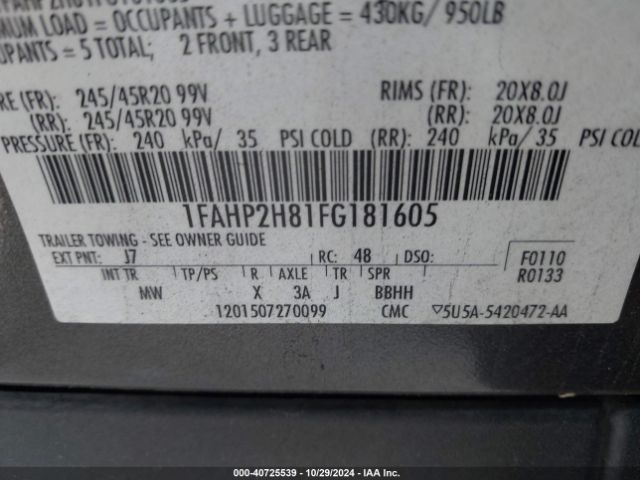 MUM LOAD = OCCUPANTS + LUGGAGE = 430KG/ 950LB
UPANTS = 5 TOTAL; 2 FRONT, 3 REAR
RE (FR): 245/45R20 99V RIMS (FR): 20X8.0J
(RR): 245/45R20 99V (RR): 20X8.0J
PRESSURE (FR): 240 kPa/ 35 PSI COLD (RR): 240 kPa/ 35 PSI COL
1FAHP2H81FG181605
TRAILER TOWING - SEE OWNER GUIDE
EXT PNT: J7 RC: 48 DSO: F0110
INT TR TP/PS R AXLE TR SPR R0133
MW X 3A J BBHH
1201507270099 CMC ▽5U5A-5420472-AA
000-40725539 - 10/29/2024 - IAA Inc.